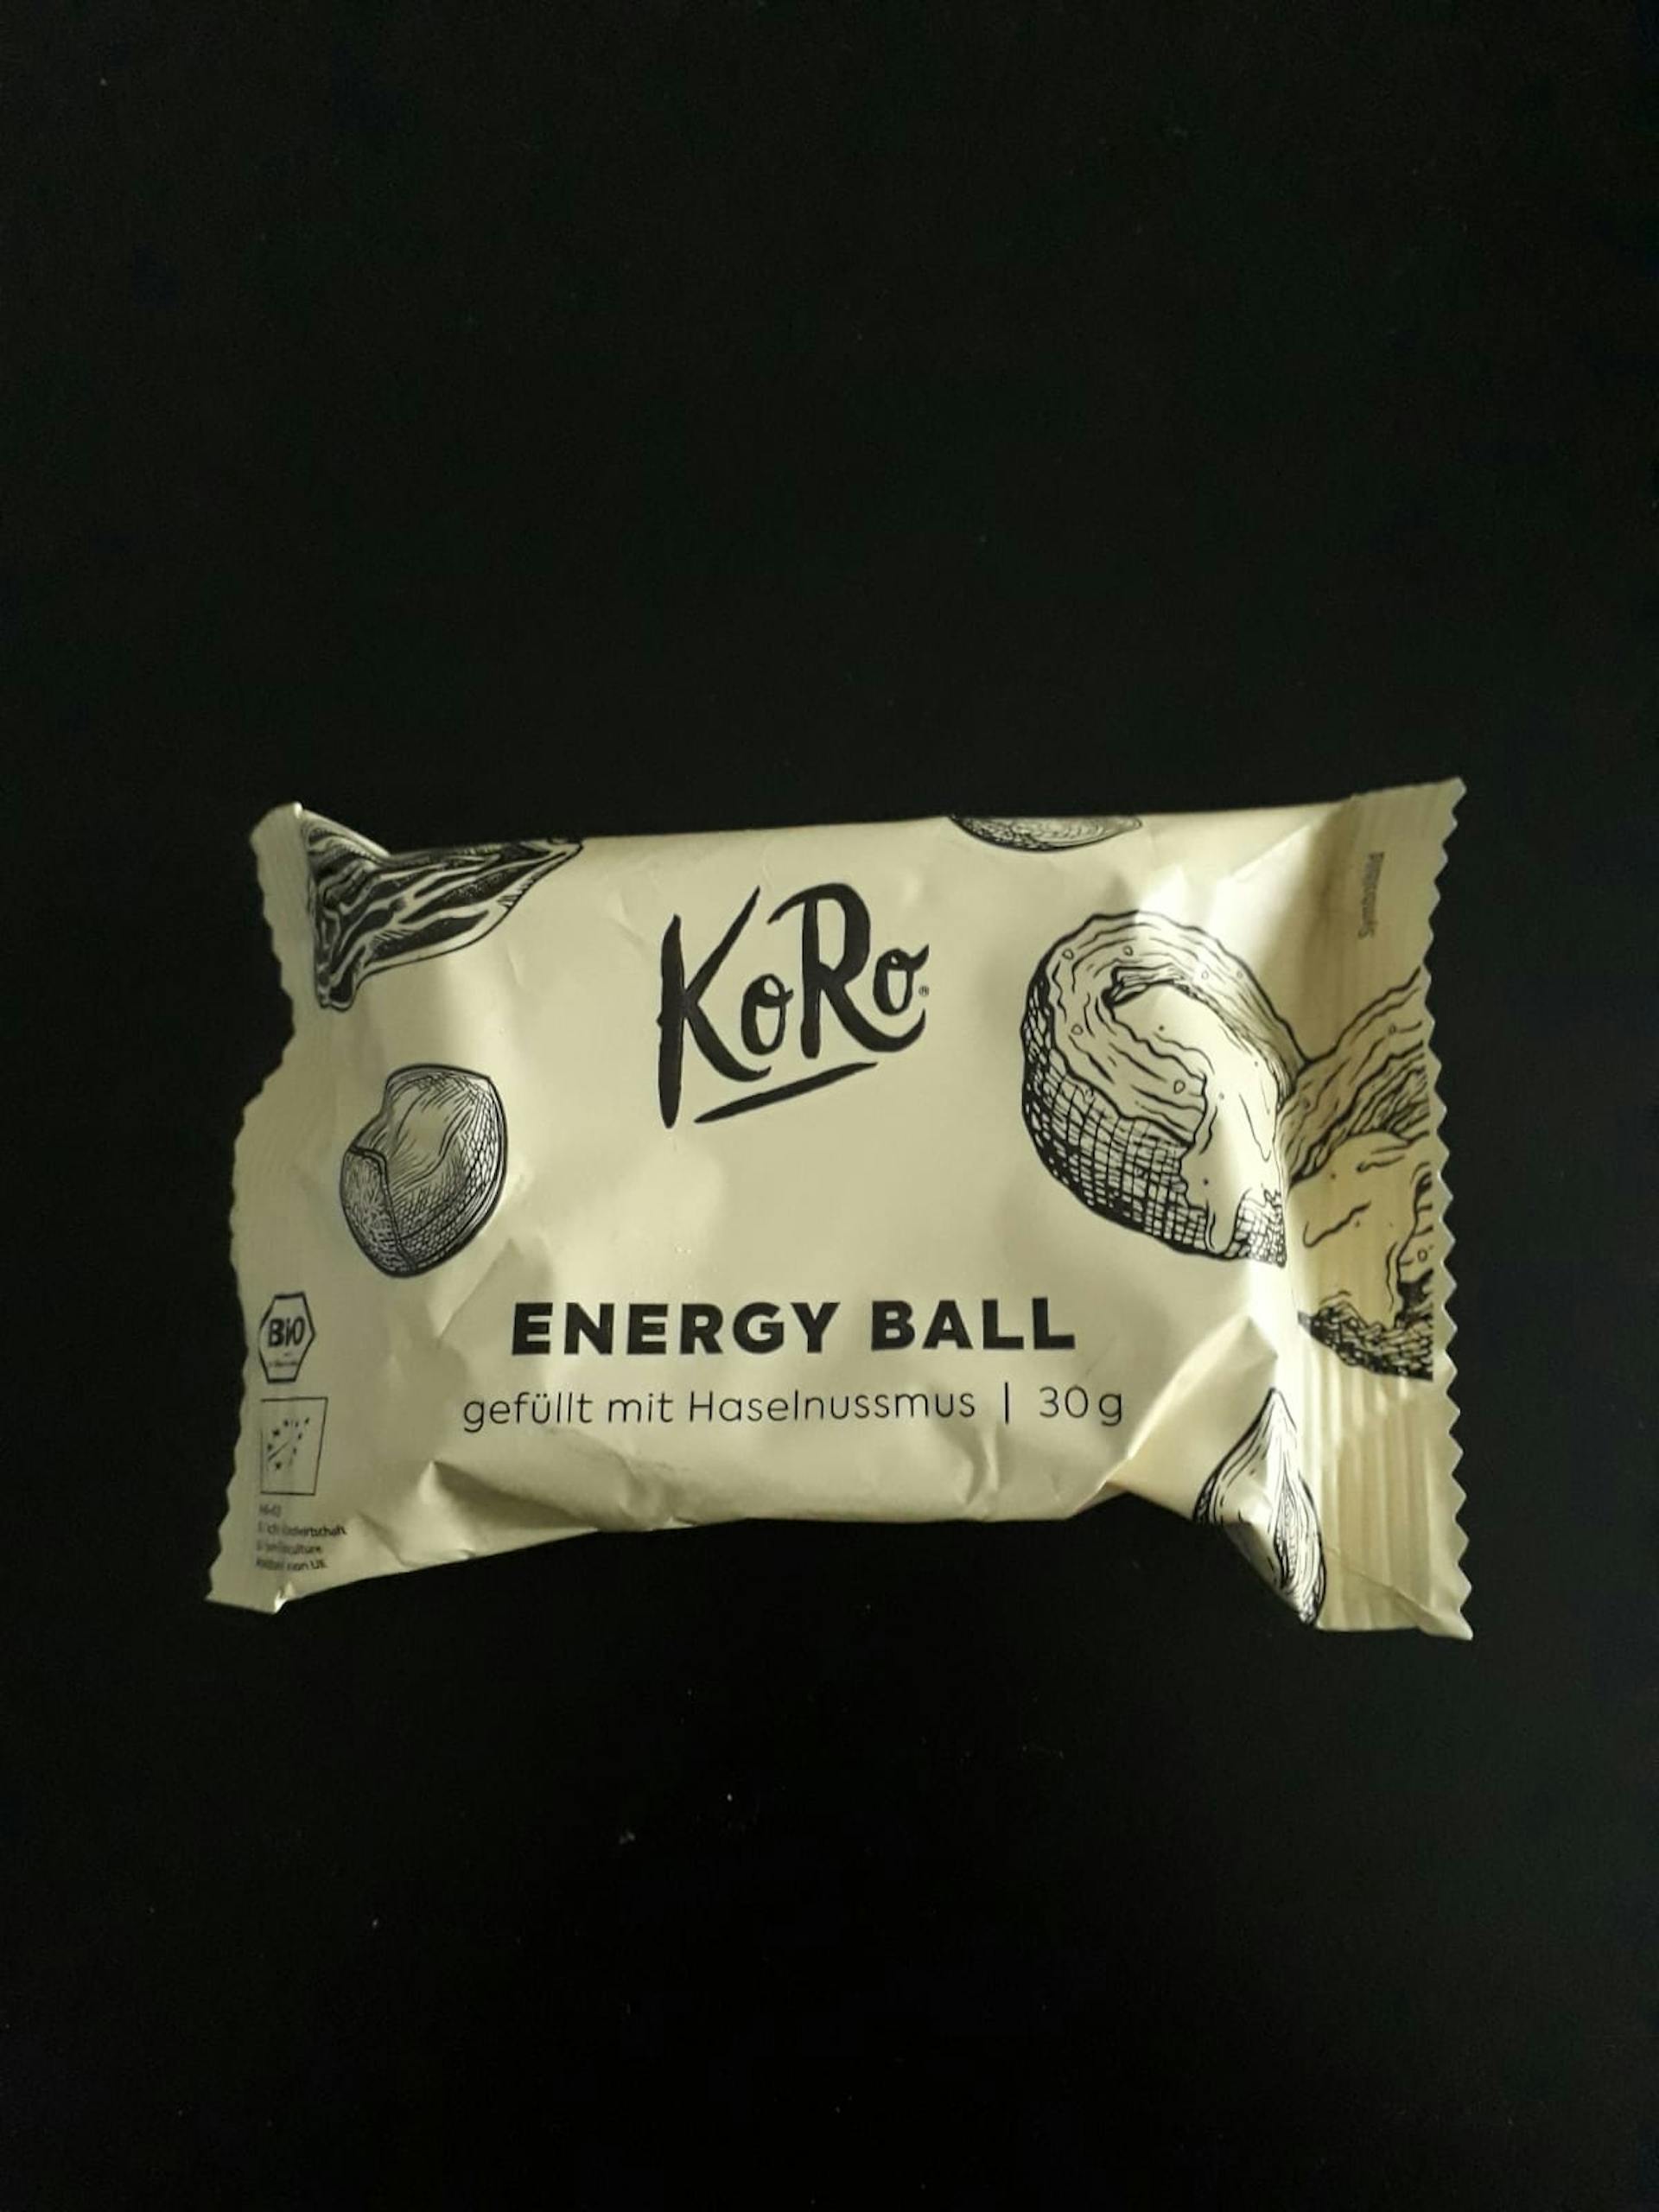 KoRo®
ENERGY BALL
gefüllt mit Haselnussmus | 30 g
Bio